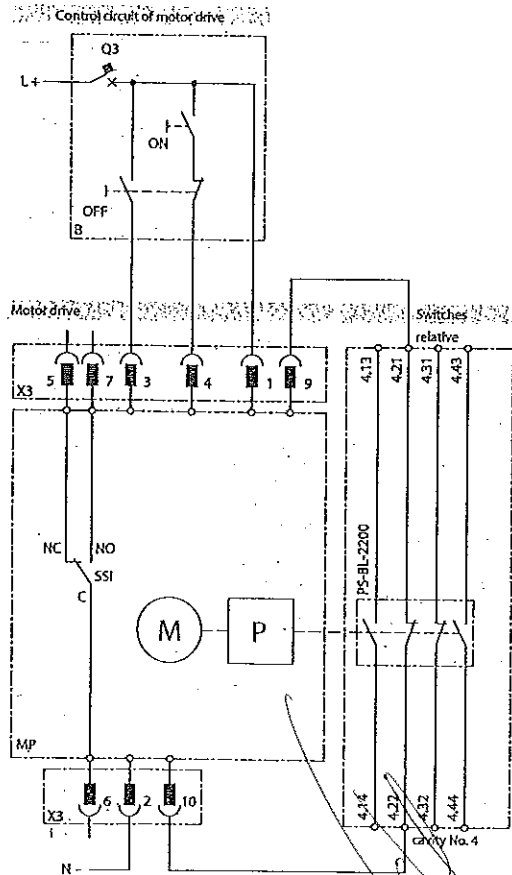 Control circuit of motor drive
Q3
L+
ON
OFF
B
Motor drive
Switches
relative
5 7 3 4 1 9
X3
4.13 4.21 4.31 4.43
NC NO
SSI
C
PS-BL-2200
M P
MP
6 2 10
X3
4.14 4.22 4.32 4.44
cavity No. 4
N -